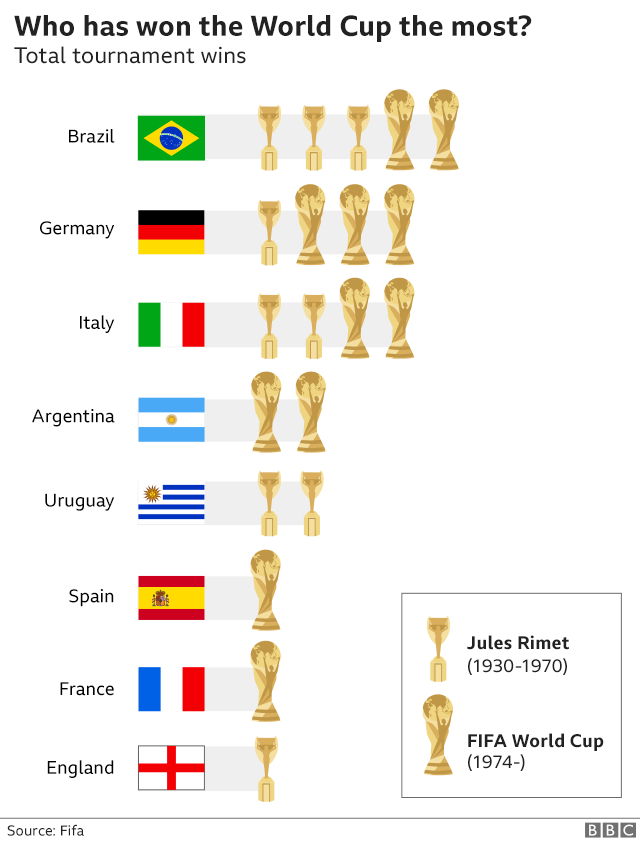 Who has won the World Cup the most?
Total tournament wins
Brazil
Germany
Italy
Argentina
Uruguay
Spain
France
England
Jules Rimet
(1930-1970)
FIFA World Cup
(1974-)
Source: Fifa
BBC